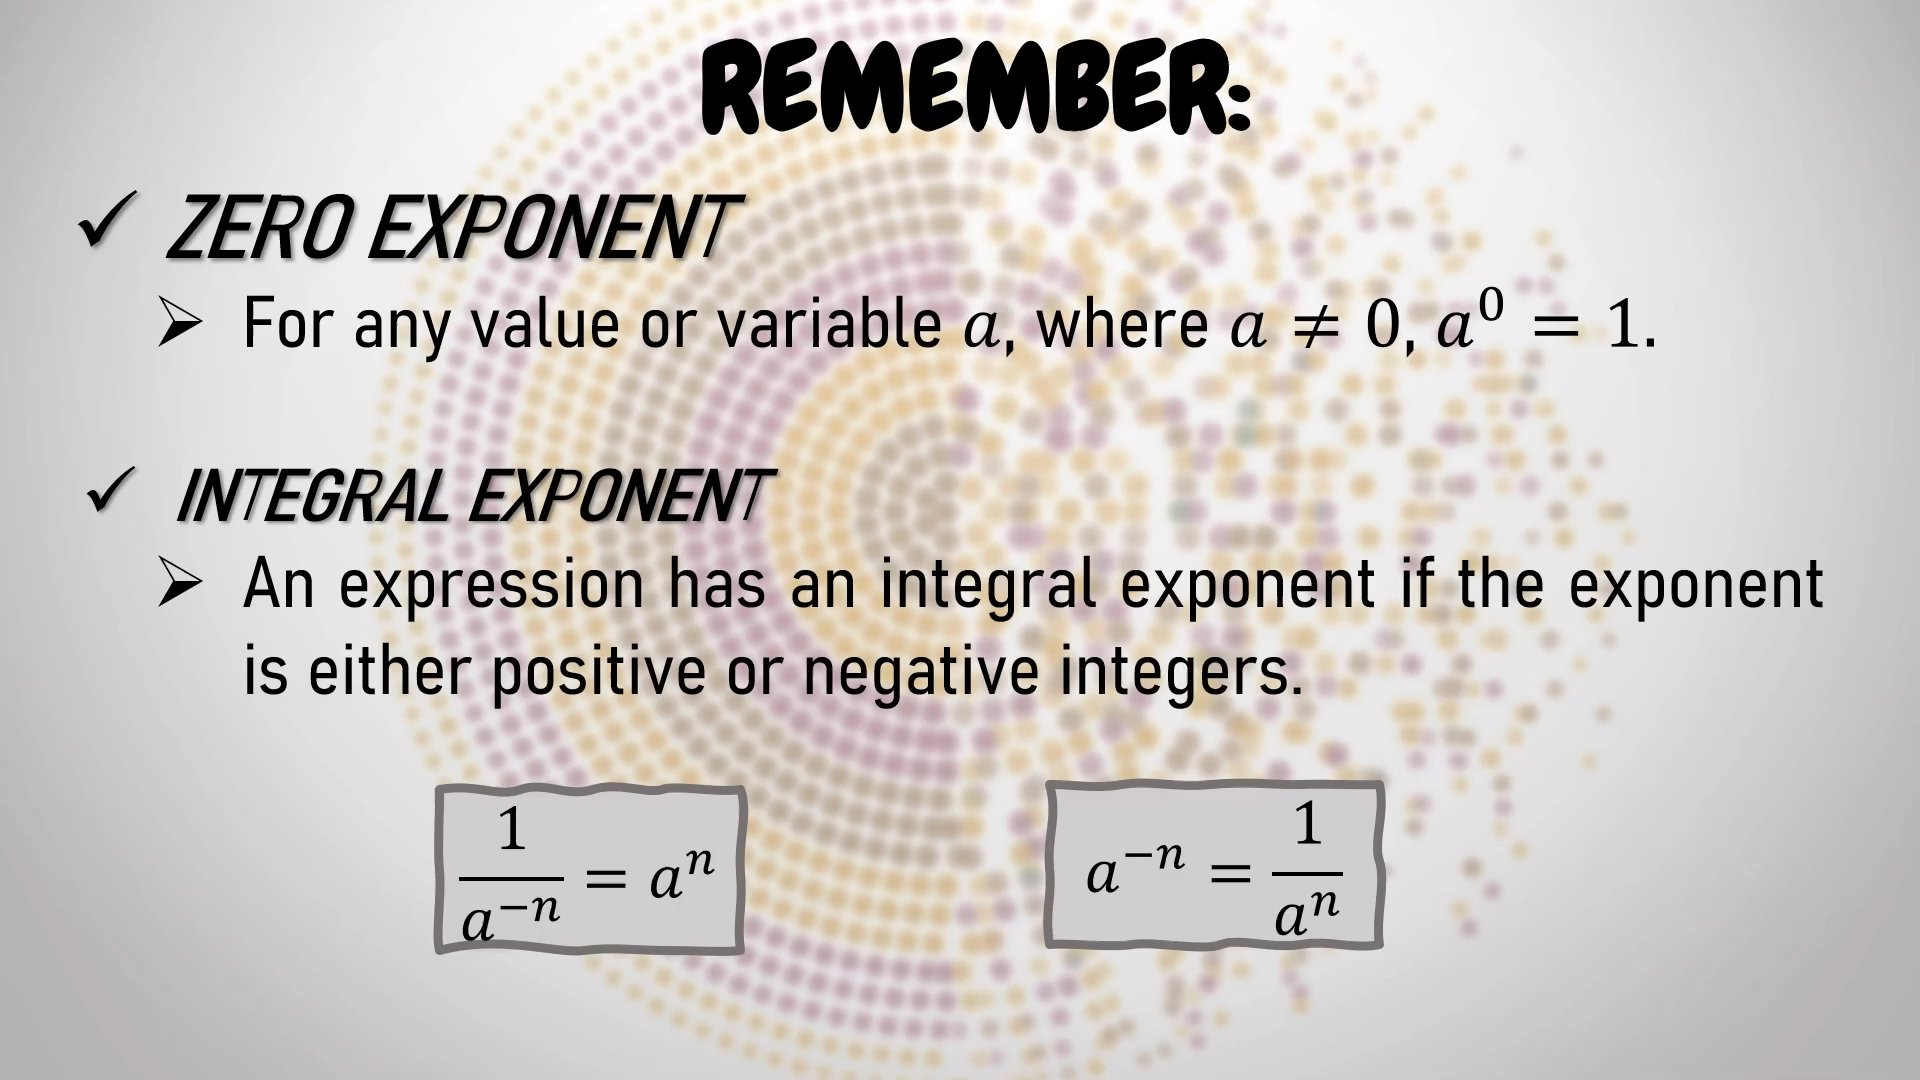 REMEMBER:
✓ ZERO EXPONENT
➢ For any value or variable a, where a ≠ 0, a⁰ = 1.
✓ INTEGRAL EXPONENT
➢ An expression has an integral exponent if the exponent
is either positive or negative integers.
1/a⁻ⁿ = aⁿ
a⁻ⁿ = 1/aⁿ